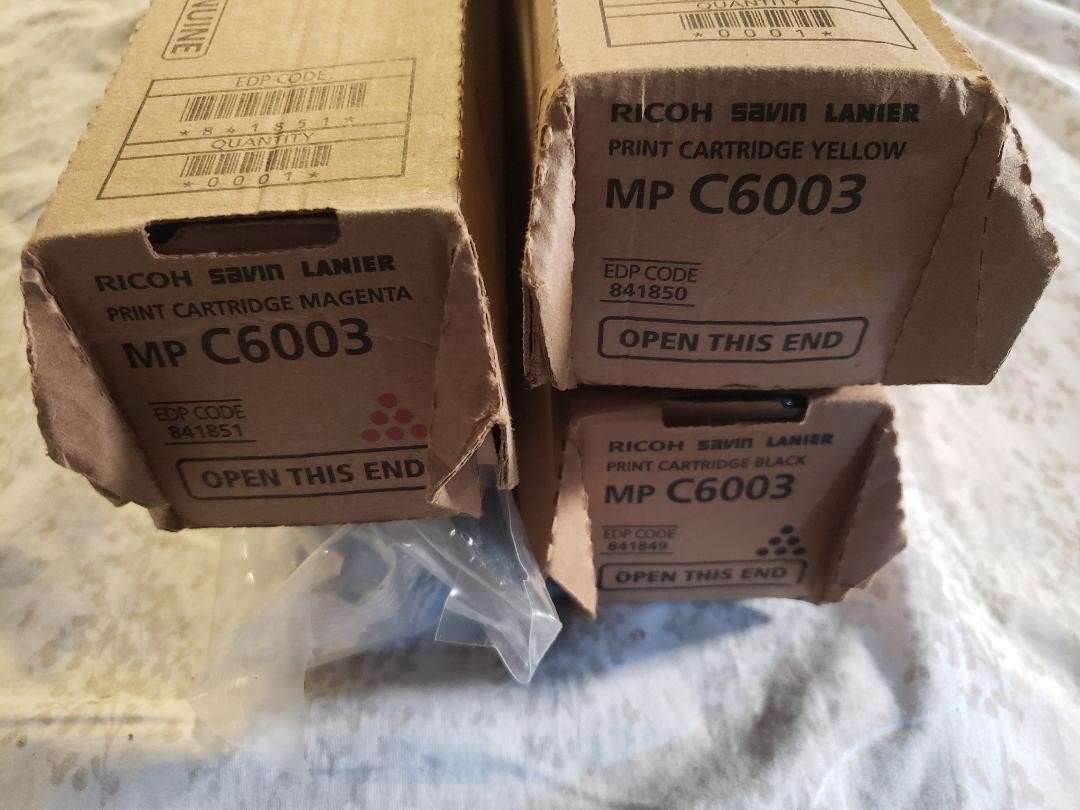 NUINE
EDP CODE
*841851*
QUANTITY
*0001*
RICOH savin LANIER
PRINT CARTRIDGE MAGENTA
MP C6003
EDP CODE
841851
OPEN THIS END
QUANTITY
*0001*
RICOH savin LANIER
PRINT CARTRIDGE YELLOW
MP C6003
EDP CODE
841850
OPEN THIS END
RICOH savin LANIER
PRINT CARTRIDGE BLACK
MP C6003
EDP CODE
841849
OPEN THIS END